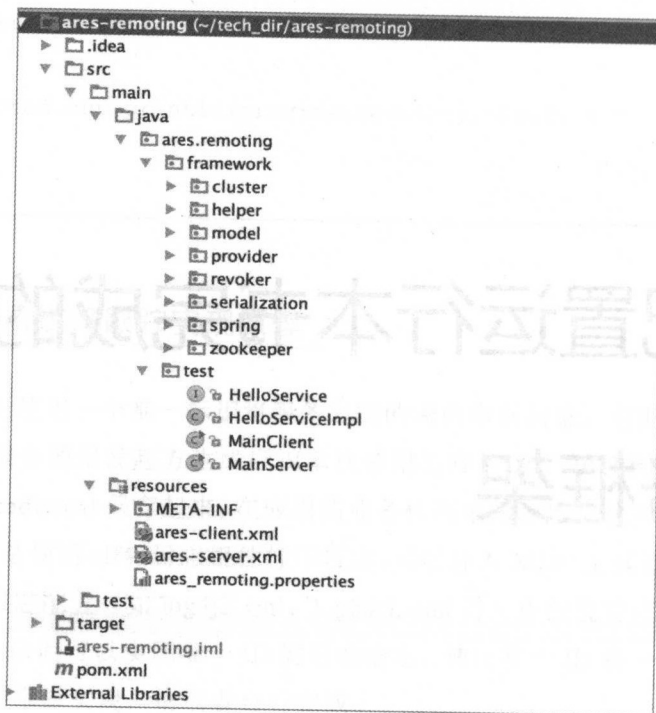 ares-remoting (~/tech_dir/ares-remoting)
.idea
src
main
java
ares.remoting
framework
cluster
helper
model
provider
revoker
serialization
spring
zookeeper
test
HelloService
HelloServiceImpl
MainClient
MainServer
resources
META-INF
ares-client.xml
ares-server.xml
ares_remoting.properties
test
target
ares-remoting.iml
pom.xml
External Libraries